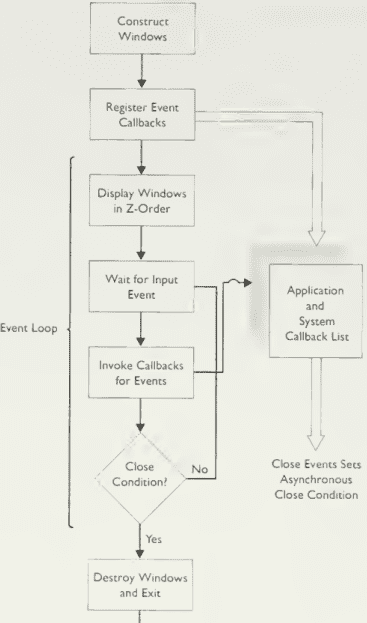 Construct
Windows
Register Event
Callbacks
Display Windows
in Z-Order
Wait for Input
Event
Application
and
System
Callback List
Event Loop
Invoke Callbacks
for Events
Close
Condition?
No
Close Events Sets
Asynchronous
Close Condition
Yes
Destroy Windows
and Exit